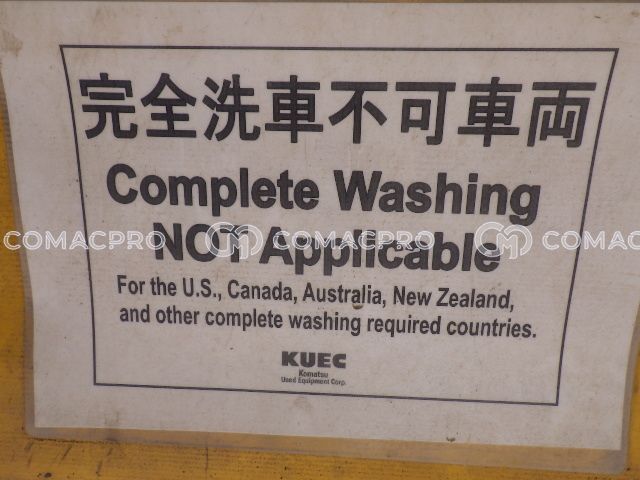 完全洗車不可車両
Complete Washing
NOT Applicable
COMACPRO COMACPRO COMAC
For the U.S., Canada, Australia, New Zealand,
and other complete washing required countries.
KUEC
Komatsu
Used Equipment Corp.